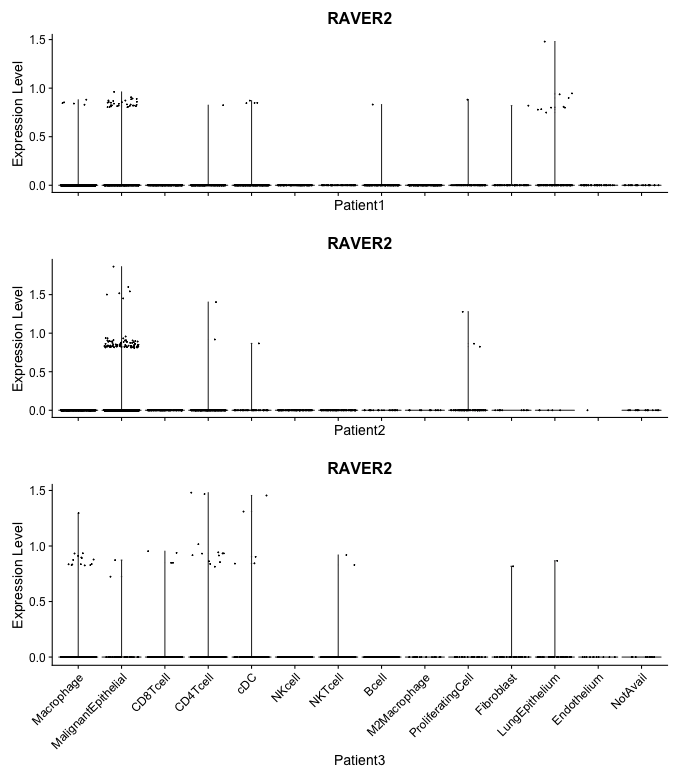 RAVER2
Expression Level
1.5
1.0
0.5
0.0
Patient1
RAVER2
Expression Level
1.5
1.0
0.5
0.0
Patient2
RAVER2
Expression Level
1.5
1.0
0.5
0.0
Macrophage
MalignantEpithelial
CD8Tcell
CD4Tcell
cDC
NKcell
NKTcell
Bcell
M2Macrophage
ProliferatingCell
Fibroblast
LungEpithelium
Endothelium
NotAvail
Patient3